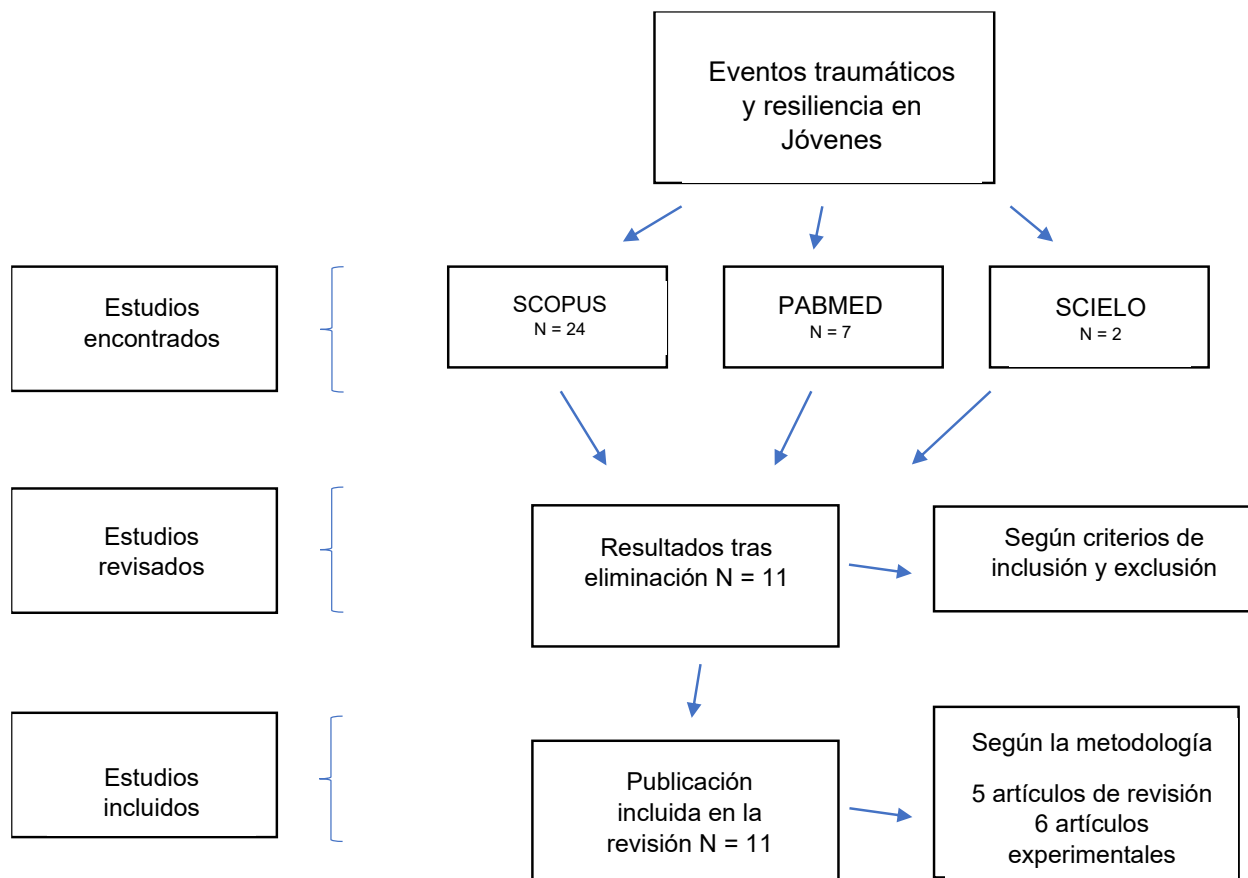 Eventos traumáticos
y resiliencia en
Jóvenes
Estudios
encontrados
SCOPUS
N = 24
PABMED
N = 7
SCIELO
N = 2
Estudios
revisados
Resultados tras
eliminación N = 11
Según criterios de
inclusión y exclusión
Estudios
incluidos
Publicación
incluida en la
revisión N = 11
Según la metodología
5 artículos de revisión
6 artículos
experimentales